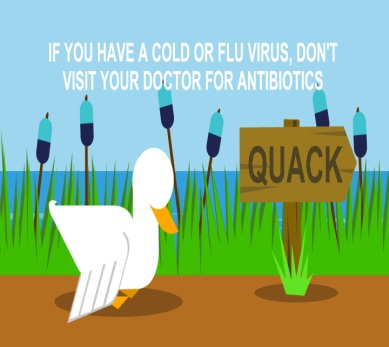 IF YOU HAVE A COLD OR FLU VIRUS, DON'T
VISIT YOUR DOCTOR FOR ANTIBIOTICS
QUACK